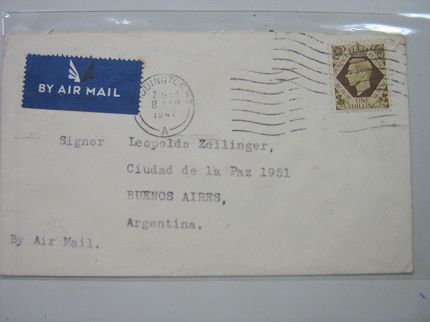 BY AIR MAIL
1947
A
ONE
SHILLING
Signor Leopoldo Zeilinger,
Ciudad de la Paz 1951
BUENOS AIRES,
Argentina.
By Air Mail.